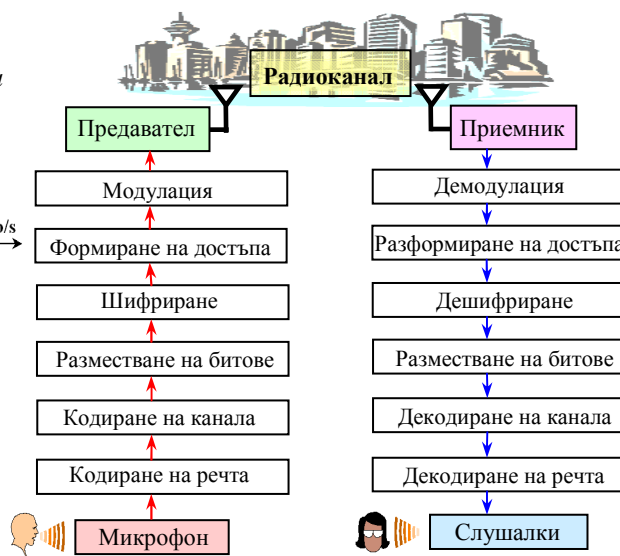 Радиоканал
Предавател
Модулация
/s
Формиране на достъпа
Шифриране
Разместване на битове
Кодиране на канала
Кодиране на речта
Микрофон
Приемник
Демодулация
Разформиране на достъпа
Дешифриране
Разместване на битове
Декодиране на канала
Декодиране на речта
Слушалки